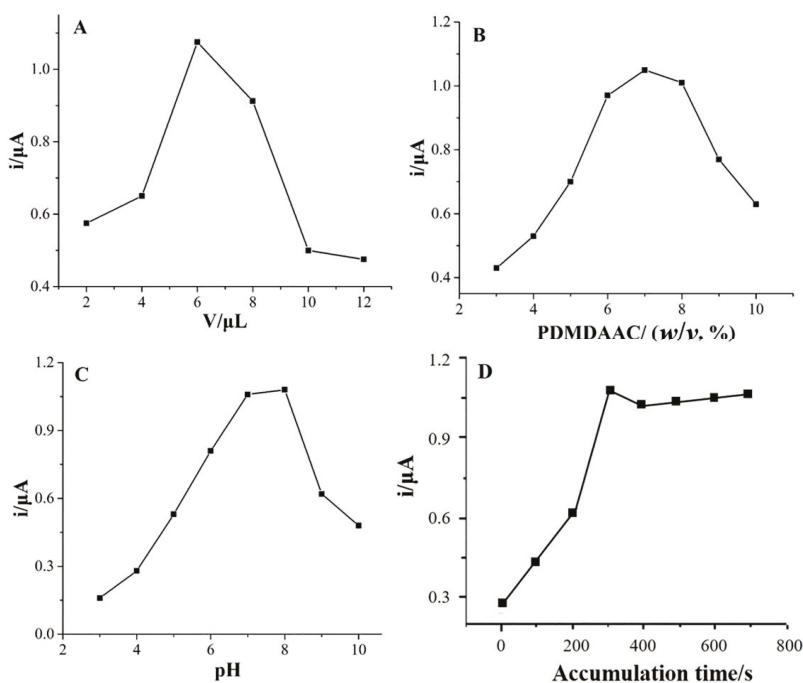 A
1.0
0.8
0.6
0.4
i/μA
2 4 6 8 10 12
V/μL
B
1.2
1.0
0.8
0.6
0.4
i/μA
2 4 6 8 10
PDMDAAC/ (w/v, %)
C
1.2
0.9
0.6
0.3
0.0
i/μA
2 4 6 8 10
pH
D
1.2
0.9
0.6
0.3
i/μA
0 200 400 600 800
Accumulation time/s